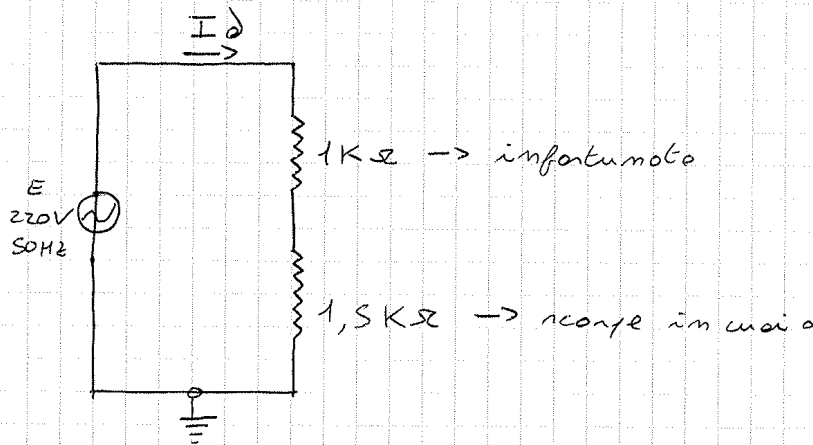 Id
1KΩ -> infortunato
E
220V
50Hz
1,5KΩ -> scarpe in cuoio